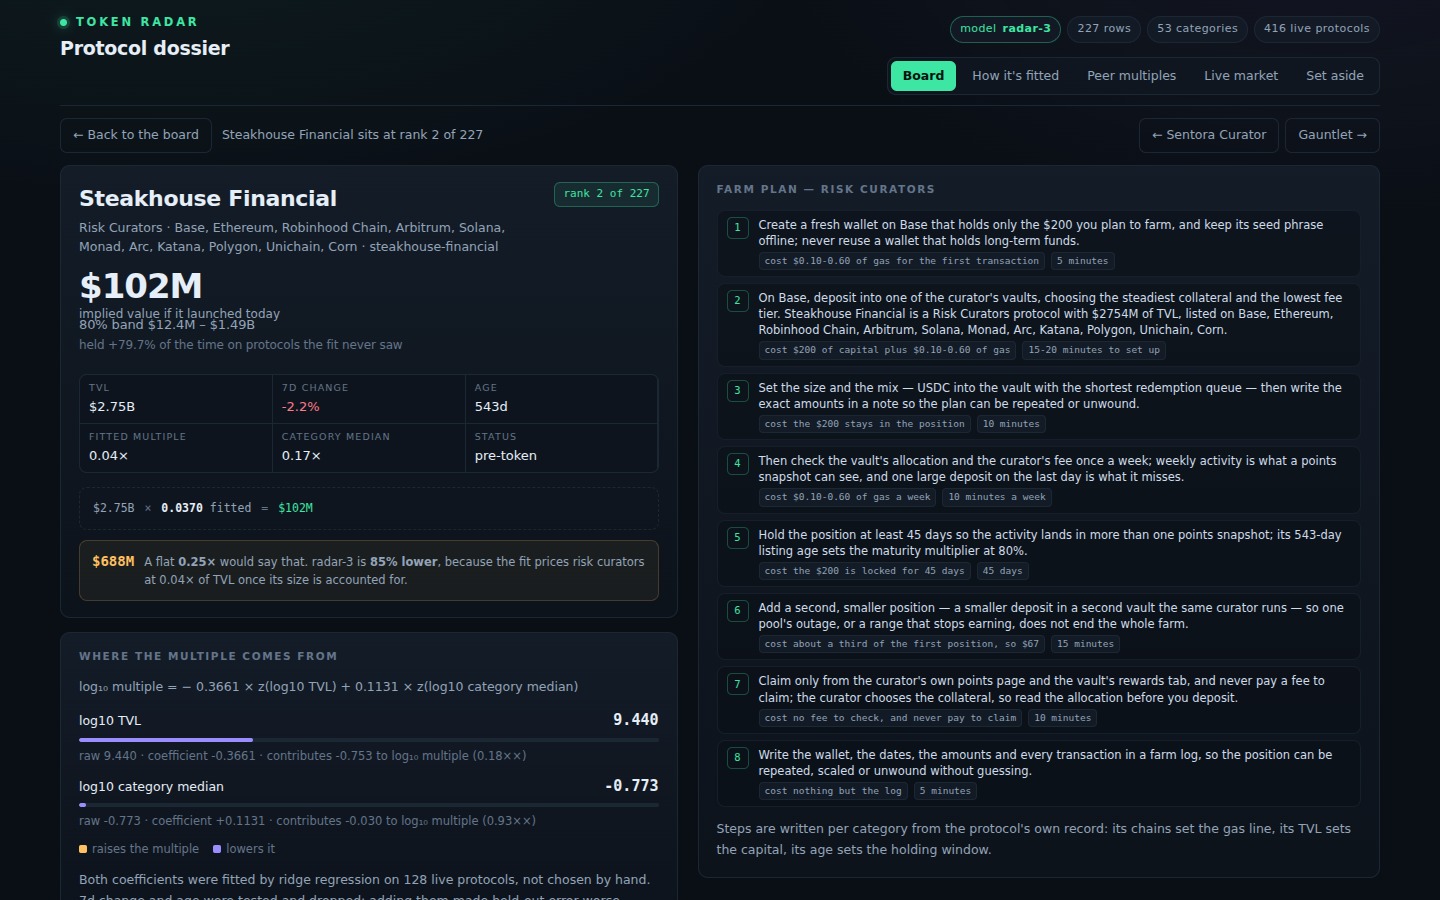 TOKEN RADAR
Protocol dossier
model radar-3
227 rows
53 categories
416 live protocols
Board
How it's fitted
Peer multiples
Live market
Set aside
← Back to the board
Steakhouse Financial sits at rank 2 of 227
← Sentora Curator
Gauntlet →
Steakhouse Financial
rank 2 of 227
Risk Curators · Base, Ethereum, Robinhood Chain, Arbitrum, Solana,
Monad, Arc, Katana, Polygon, Unichain, Corn · steakhouse-financial
$102M
implied value if it launched today
80% band $12.4M – $1.49B
held +79.7% of the time on protocols the fit never saw
TVL
$2.75B
7D CHANGE
-2.2%
AGE
543d
FITTED MULTIPLE
0.04×
CATEGORY MEDIAN
0.17×
STATUS
pre-token
$2.75B × 0.0370 fitted = $102M
$688M
A flat 0.25× would say that. radar-3 is 85% lower, because the fit prices risk curators
at 0.04× of TVL once its size is accounted for.
WHERE THE MULTIPLE COMES FROM
log₁₀ multiple = − 0.3661 × z(log10 TVL) + 0.1131 × z(log10 category median)
log10 TVL
9.440
raw 9.440 · coefficient -0.3661 · contributes -0.753 to log₁₀ multiple (0.18××)
log10 category median
-0.773
raw -0.773 · coefficient +0.1131 · contributes -0.030 to log₁₀ multiple (0.93××)
raises the multiple
lowers it
Both coefficients were fitted by ridge regression on 128 live protocols, not chosen by hand.
7d change and age were tested and dropped: adding them made held-out error worse.
FARM PLAN — RISK CURATORS
1
Create a fresh wallet on Base that holds only the $200 you plan to farm, and keep its seed phrase
offline; never reuse a wallet that holds long-term funds.
cost $0.10-0.60 of gas for the first transaction
5 minutes
2
On Base, deposit into one of the curator's vaults, choosing the steadiest collateral and the lowest fee
tier. Steakhouse Financial is a Risk Curators protocol with $2754M of TVL, listed on Base, Ethereum,
Robinhood Chain, Arbitrum, Solana, Monad, Arc, Katana, Polygon, Unichain, Corn.
cost $200 of capital plus $0.10-0.60 of gas
15-20 minutes to set up
3
Set the size and the mix — USDC into the vault with the shortest redemption queue — then write the
exact amounts in a note so the plan can be repeated or unwound.
cost the $200 stays in the position
10 minutes
4
Then check the vault's allocation and the curator's fee once a week; weekly activity is what a points
snapshot can see, and one large deposit on the last day is what it misses.
cost $0.10-0.60 of gas a week
10 minutes a week
5
Hold the position at least 45 days so the activity lands in more than one points snapshot; its 543-day
listing age sets the maturity multiplier at 80%.
cost the $200 is locked for 45 days
45 days
6
Add a second, smaller position — a smaller deposit in a second vault the same curator runs — so one
pool's outage, or a range that stops earning, does not end the whole farm.
cost about a third of the first position, so $67
15 minutes
7
Claim only from the curator's own points page and the vault's rewards tab, and never pay a fee to
claim; the curator chooses the collateral, so read the allocation before you deposit.
cost no fee to check, and never pay to claim
10 minutes
8
Write the wallet, the dates, the amounts and every transaction in a farm log, so the position can be
repeated, scaled or unwound without guessing.
cost nothing but the log
5 minutes
Steps are written per category from the protocol's own record: its chains set the gas line, its TVL sets
the capital, its age sets the holding window.